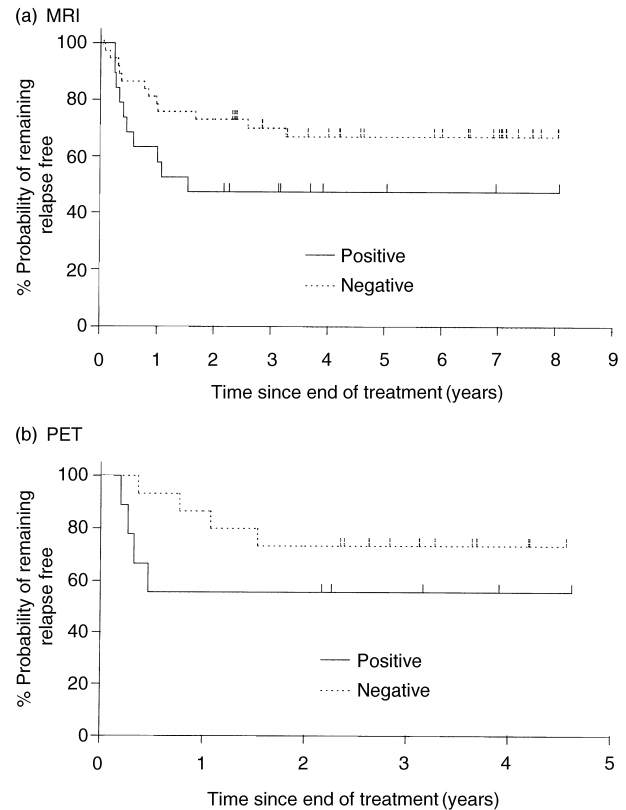 (a) MRI
100
80
60
40
20
0
% Probability of remaining
relapse free
Positive
Negative
0 1 2 3 4 5 6 7 8 9
Time since end of treatment (years)
(b) PET
100
80
60
40
20
0
% Probability of remaining
relapse free
Positive
Negative
0 1 2 3 4 5
Time since end of treatment (years)